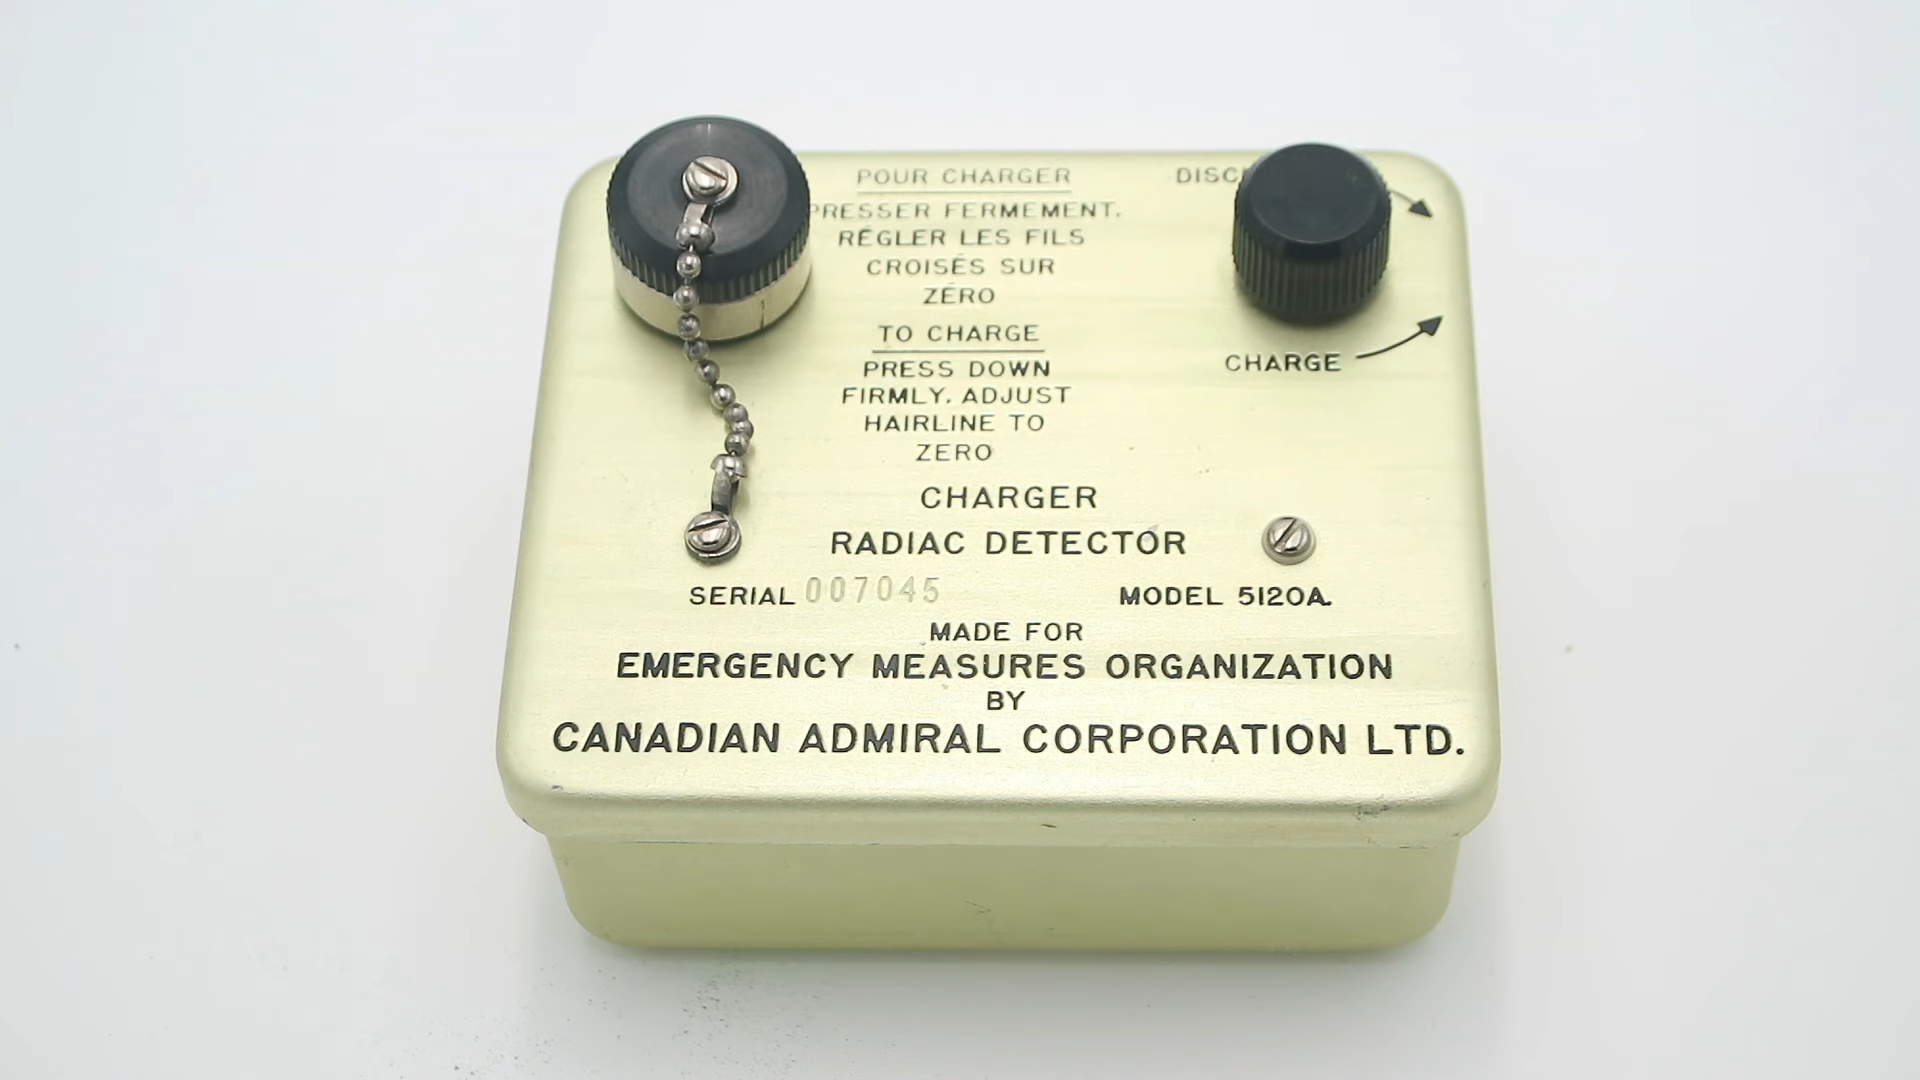 POUR CHARGER
PRESSER FERMEMENT.
RÉGLER LES FILS
CROISÉS SUR
ZÉRO
TO CHARGE
PRESS DOWN
FIRMLY. ADJUST
HAIRLINE TO
ZERO
CHARGE
CHARGER
RADIAC DETECTOR
SERIAL 007045 MODEL 5120A.
MADE FOR
EMERGENCY MEASURES ORGANIZATION
BY
CANADIAN ADMIRAL CORPORATION LTD.